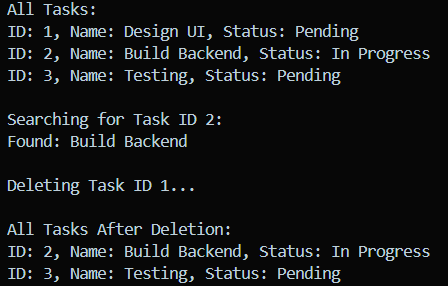 All Tasks:
ID: 1, Name: Design UI, Status: Pending
ID: 2, Name: Build Backend, Status: In Progress
ID: 3, Name: Testing, Status: Pending
Searching for Task ID 2:
Found: Build Backend
Deleting Task ID 1...
All Tasks After Deletion:
ID: 2, Name: Build Backend, Status: In Progress
ID: 3, Name: Testing, Status: Pending